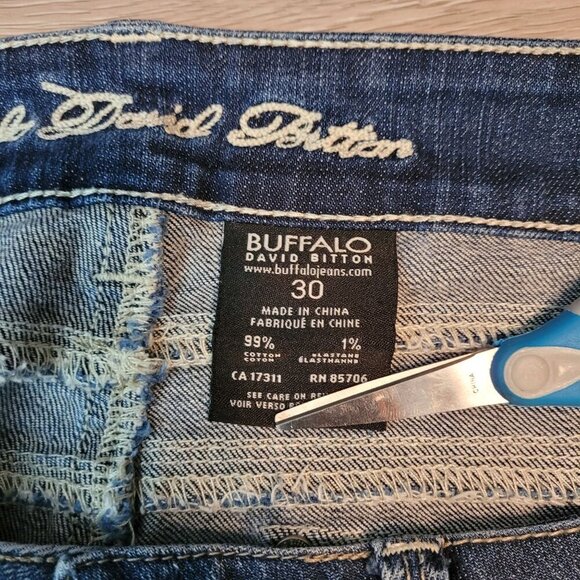 David Bitton
BUFFALO
DAVID BITTON
www.buffalojeans.com
30
MADE IN CHINA
FABRIQUÉ EN CHINE
99% 1%
COTTON ELASTANE
COTON ÉLASTHANNE
CA 17311 RN 85706
SEE CARE ON
VOIR VERSO
CHINA